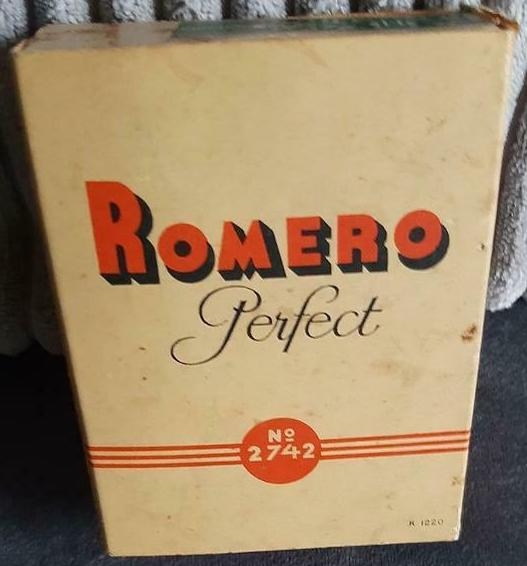 ROMERO
Perfect
Nº
2742
K 1220